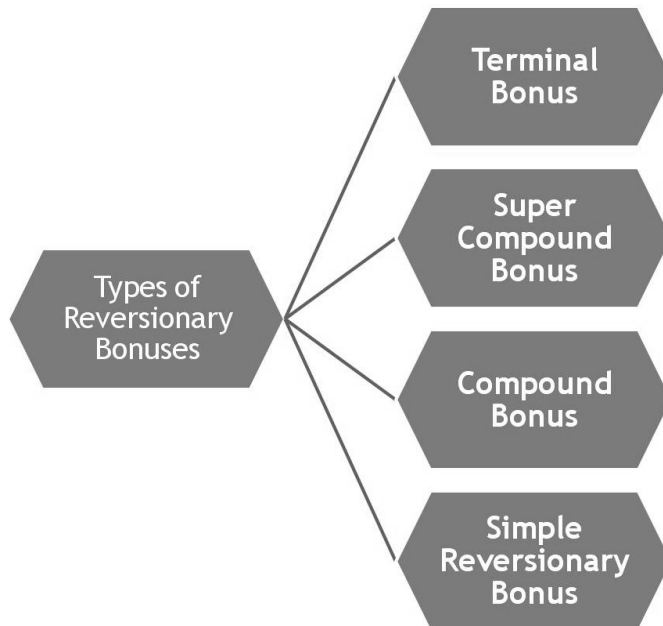 Types of
Reversionary
Bonuses
Terminal
Bonus
Super
Compound
Bonus
Compound
Bonus
Simple
Reversionary
Bonus